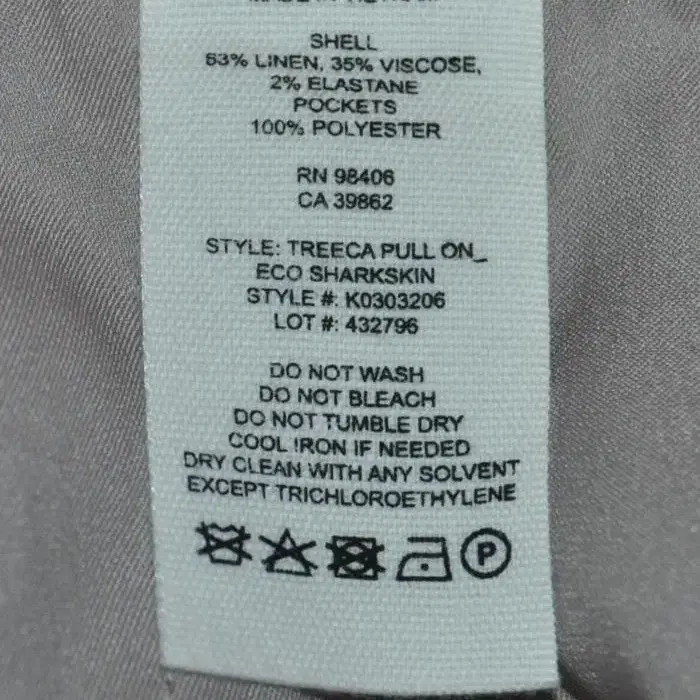 SHELL
63% LINEN, 35% VISCOSE,
2% ELASTANE
POCKETS
100% POLYESTER
RN 98406
CA 39862
STYLE: TREECA PULL ON_
ECO SHARKSKIN
STYLE #: K0303206
LOT #: 432796
DO NOT WASH
DO NOT BLEACH
DO NOT TUMBLE DRY
COOL IRON IF NEEDED
DRY CLEAN WITH ANY SOLVENT
EXCEPT TRICHLOROETHYLENE
P